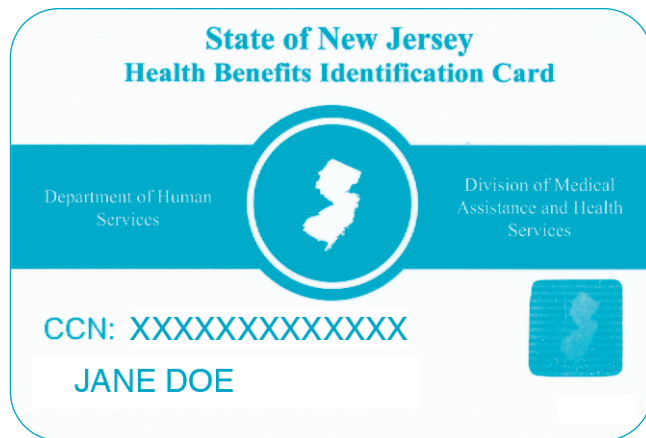 State of New Jersey
Health Benefits Identification Card
Department of Human
Services
Division of Medical
Assistance and Health
Services
CCN: XXXXXXXXXXXXX
JANE DOE